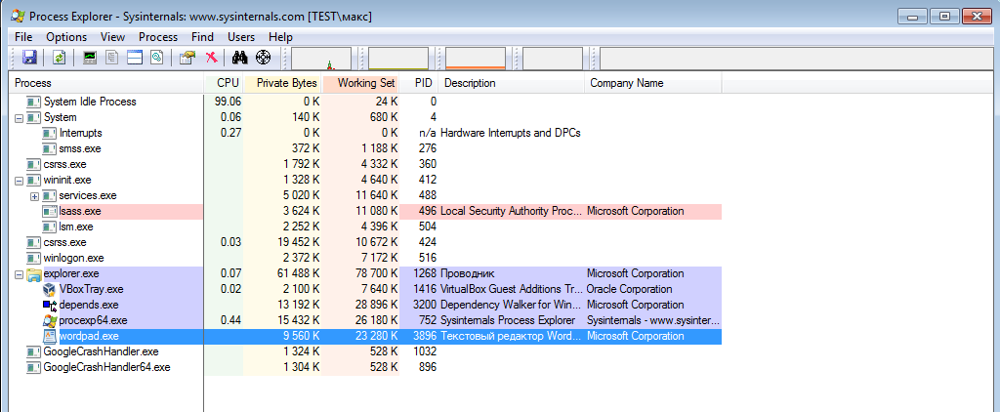 Process Explorer - Sysinternals: www.sysinternals.com [TEST\макс]
File Options View Process Find Users Help
Process CPU Private Bytes Working Set PID Description Company Name
System Idle Process 99.06 0 K 24 K 0
System 0.06 140 K 680 K 4
Interrupts 0.27 0 K 0 K n/a Hardware Interrupts and DPCs
smss.exe 372 K 1 188 K 276
csrss.exe 1 792 K 4 332 K 360
wininit.exe 1 328 K 4 640 K 412
services.exe 5 020 K 11 640 K 488
lsass.exe 3 624 K 11 080 K 496 Local Security Authority Proc... Microsoft Corporation
lsm.exe 2 252 K 4 396 K 504
csrss.exe 0.03 19 452 K 10 672 K 424
winlogon.exe 2 372 K 7 172 K 516
explorer.exe 0.07 61 488 K 78 700 K 1268 Проводник Microsoft Corporation
VBoxTray.exe 0.02 2 100 K 7 640 K 1416 VirtualBox Guest Additions Tr... Oracle Corporation
depends.exe 13 192 K 28 896 K 3200 Dependency Walker for Win... Microsoft Corporation
procexp64.exe 0.44 15 432 K 26 180 K 752 Sysinternals Process Explorer Sysinternals - www.sysinter...
wordpad.exe 9 560 K 23 280 K 3896 Текстовый редактор Word... Microsoft Corporation
GoogleCrashHandler.exe 1 324 K 528 K 1032
GoogleCrashHandler64.exe 1 304 K 528 K 896